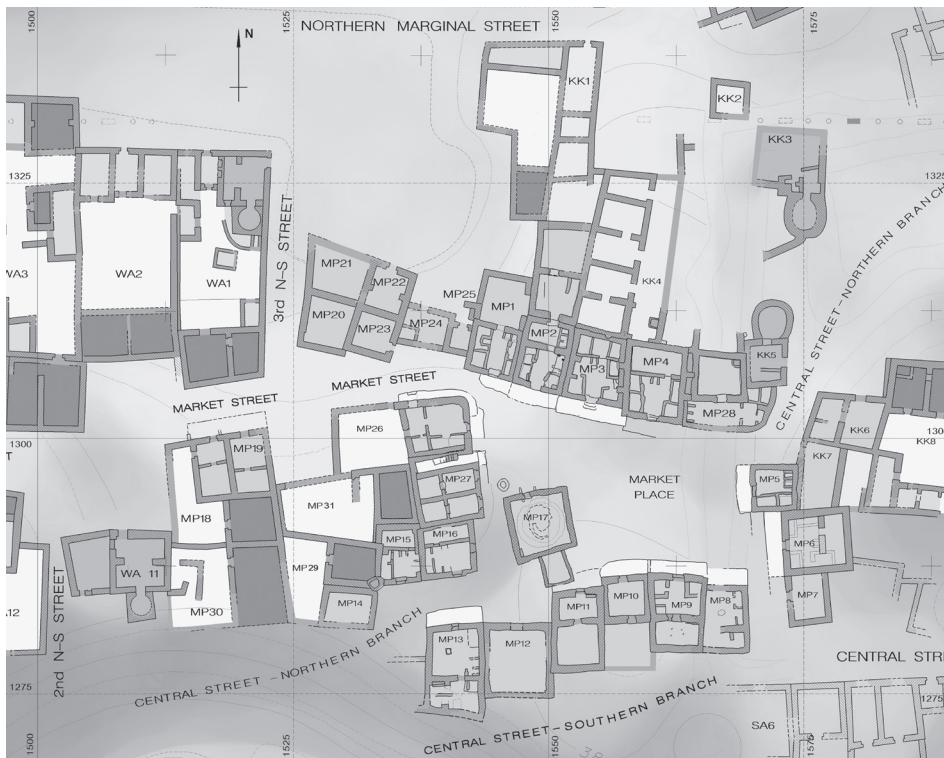 1500
1525
NORTHERN MARGINAL STREET
1550
1575
N
KK1
KK2
KK3
1325
1325
3rd N-S STREET
CENTRAL STREET-NORTHERN BRANCH
WA3
WA2
WA1
MP21
MP22
MP25
MP1
KK4
MP20
MP23
MP24
MP2
MP3
MP4
KK5
MARKET STREET
MARKET STREET
MP28
1300
MP19
MP26
KK6
1300
KK8
KK7
MP27
MARKET
PLACE
MP5
MP31
MP18
MP17
MP15
MP16
MP6
WA 11
MP29
2nd N-S STREET
MP30
MP14
MP11
MP10
MP9
MP8
MP7
A12
MP13
MP12
CENTRAL STREET-NORTHERN BRANCH
CENTRAL STRE
1275
1275
CENTRAL STREET-SOUTHERN BRANCH
SA6
1500
1525
1550
1575